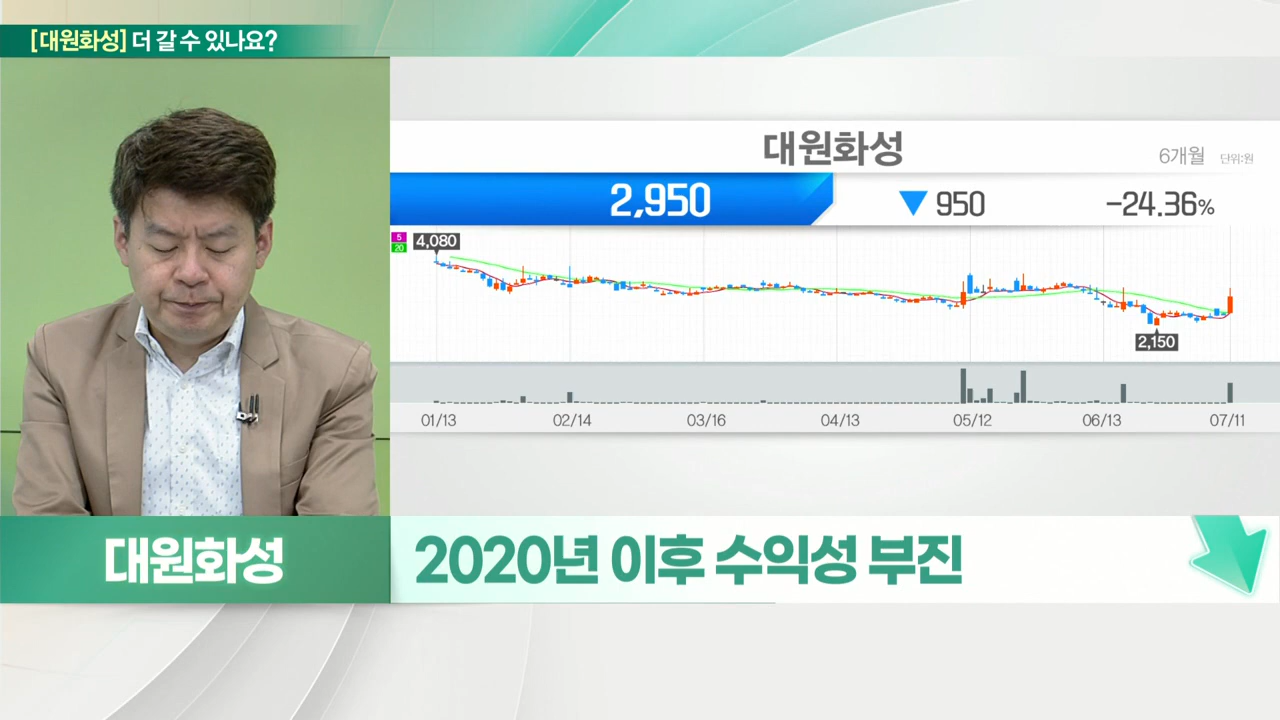 [대원화성] 더 갈 수 있나요?
대원화성
6개월 단위:원
2,950 ▼ 950 -24.36%
5
20
4,080
2,150
01/13 02/14 03/16 04/13 05/12 06/13 07/11
대원화성 2020년 이후 수익성 부진